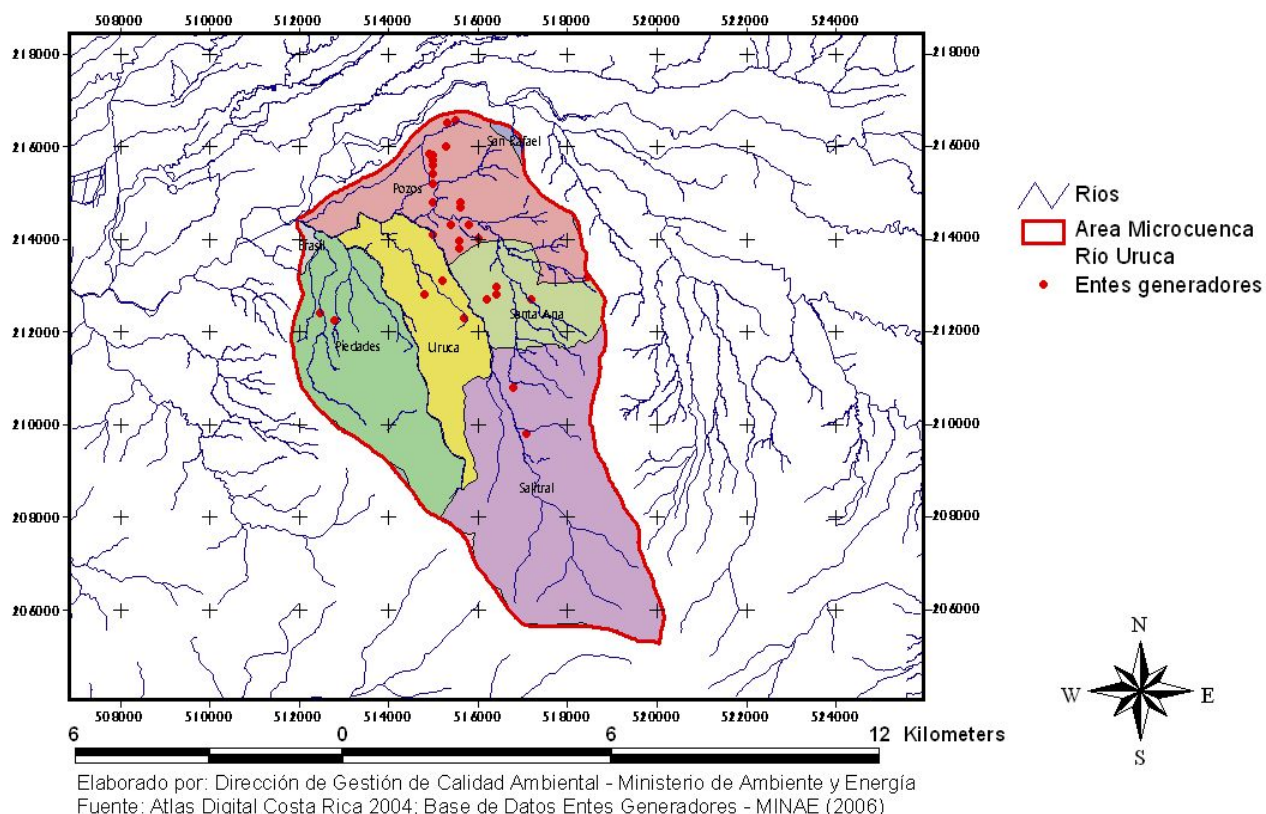 508000 510000 512000 514000 516000 518000 520000 522000 524000
218000 218000
216000 216000
214000 214000
212000 212000
210000 210000
208000 208000
206000 206000
San Rafael
Pozos
Brasil
Santa Ana
Piedades
Uruca
Salitral
508000 510000 512000 514000 516000 518000 520000 522000 524000
Ríos
Area Microcuenca
Río Uruca
Entes generadores
N
W E
S
6 0 6 12 Kilometers
Elaborado por: Dirección de Gestión de Calidad Ambiental - Ministerio de Ambiente y Energía
Fuente: Atlas Digital Costa Rica 2004; Base de Datos Entes Generadores - MINAE (2006)